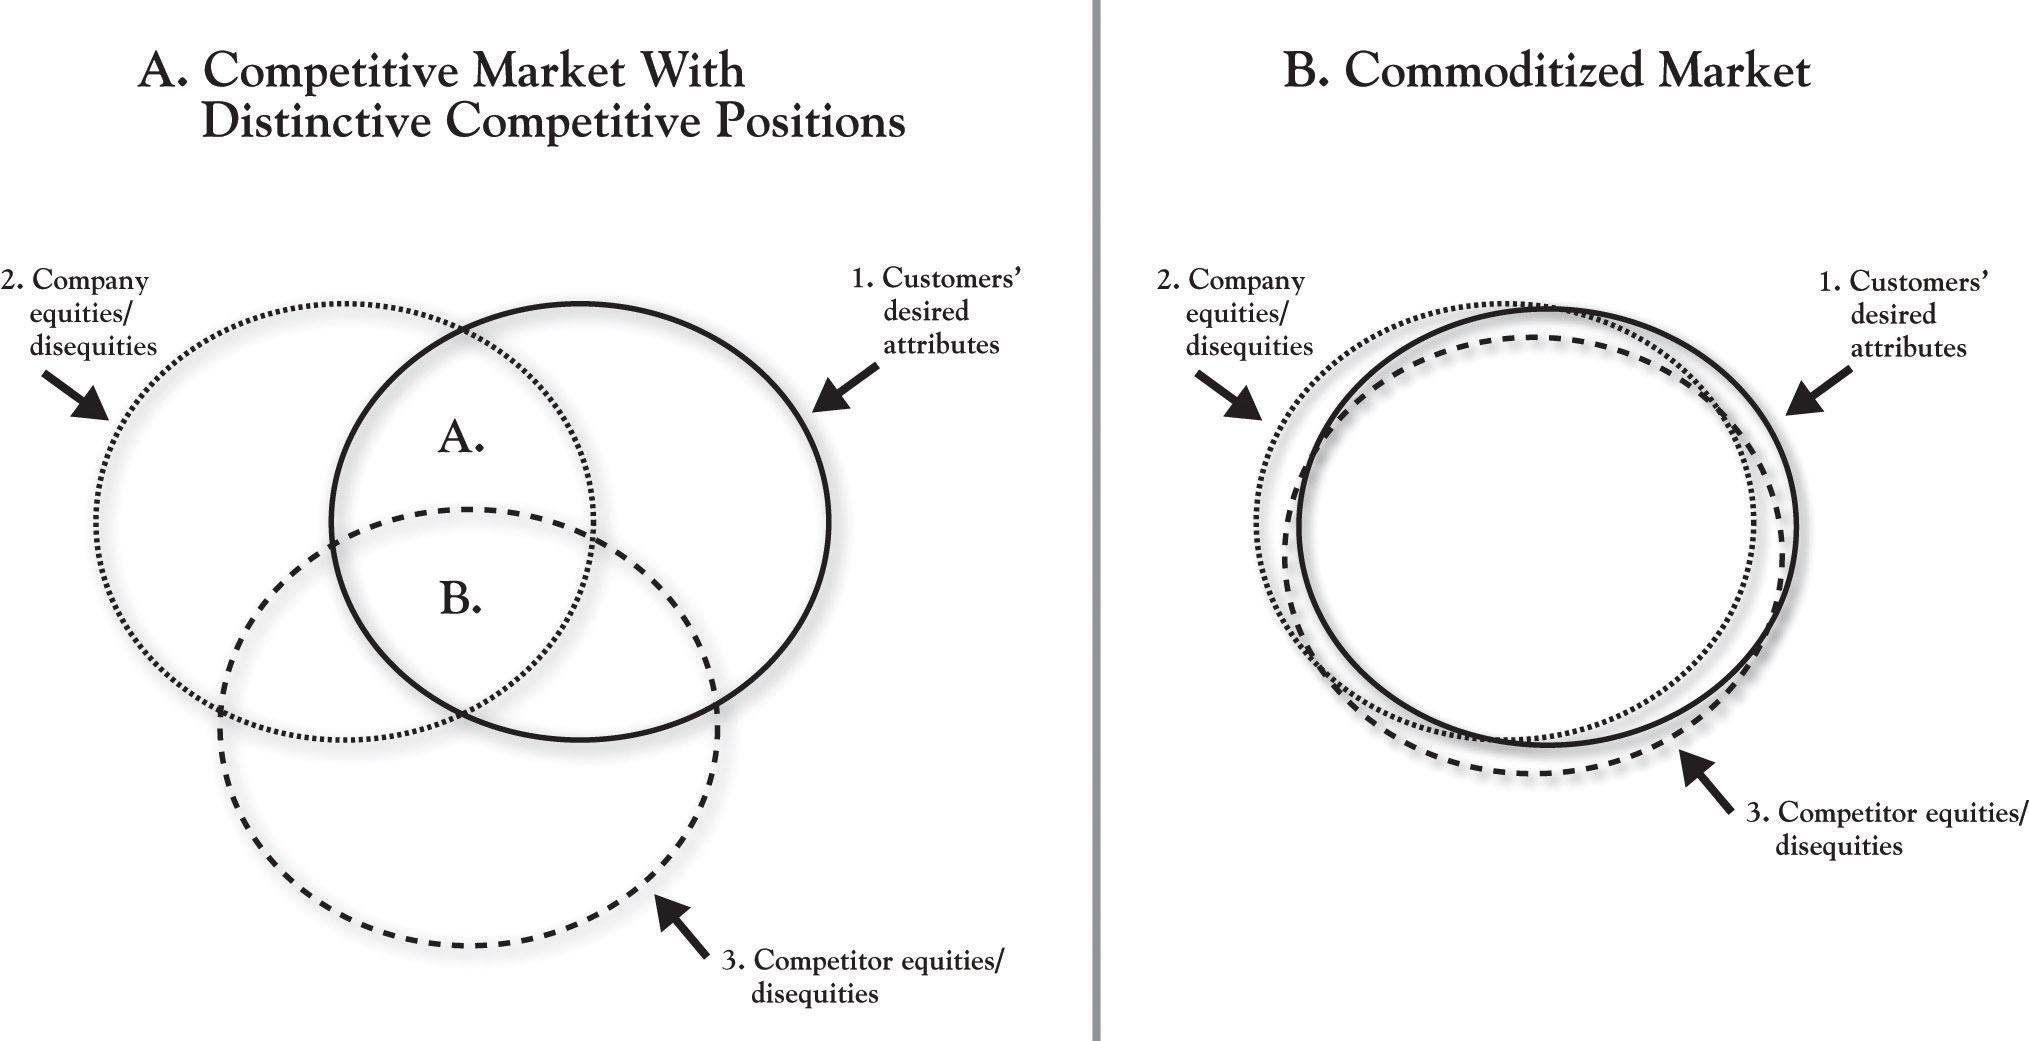 A. Competitive Market With
Distinctive Competitive Positions
2. Company
equities/
disequities
1. Customers’
desired
attributes
A.
B.
3. Competitor equities/
disequities
B. Commoditized Market
2. Company
equities/
disequities
1. Customers’
desired
attributes
3. Competitor equities/
disequities